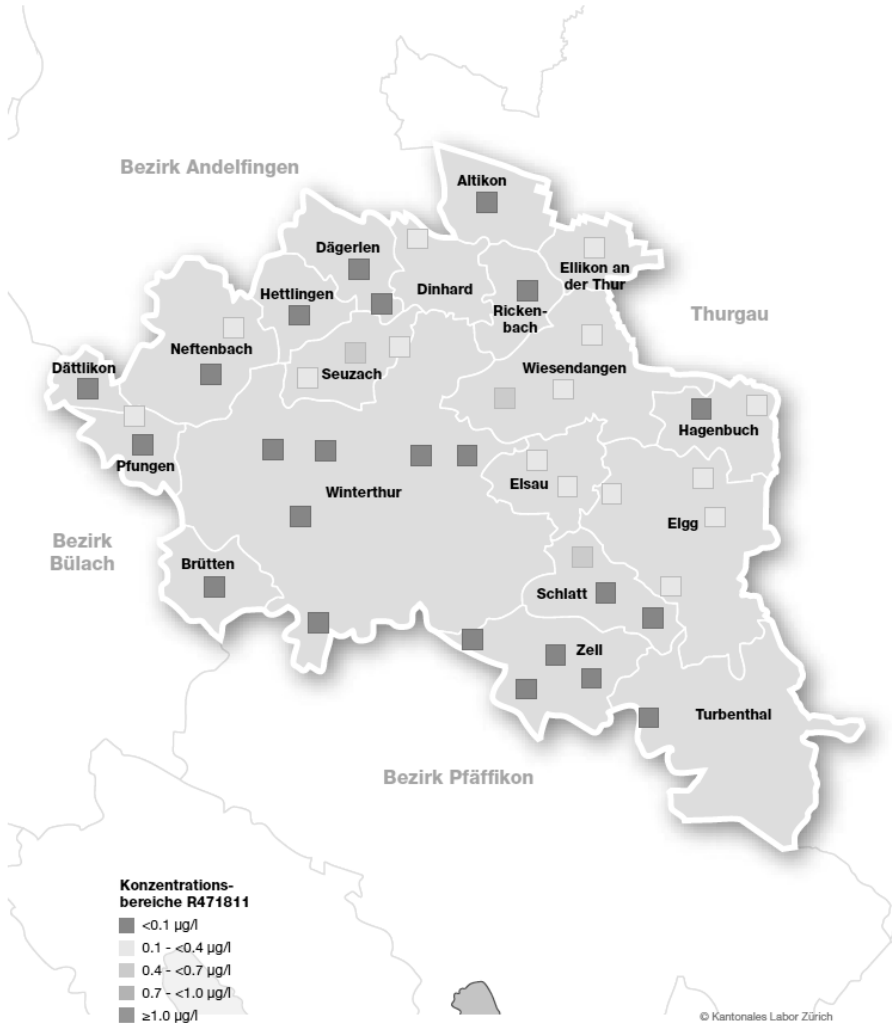 Bezirk Andelfingen
Altikon
Dägerlen
Ellikon an
der Thur
Hettlingen
Dinhard
Ricken-
bach
Thurgau
Neftenbach
Dättlikon
Seuzach
Wiesendangen
Hagenbuch
Pfungen
Elsau
Winterthur
Elgg
Bezirk
Bülach
Brütten
Schlatt
Zell
Turbenthal
Bezirk Pfäffikon
Konzentrations-
bereiche R471811
<0.1 µg/l
0.1 - <0.4 µg/l
0.4 - <0.7 µg/l
0.7 - <1.0 µg/l
≥1.0 µg/l
© Kantonales Labor Zürich